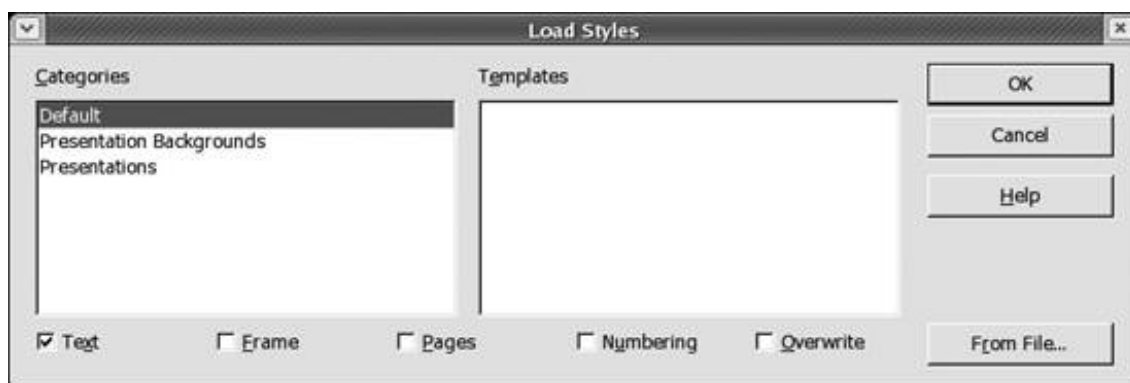 Load Styles
Categories
Templates
Default
Presentation Backgrounds
Presentations
OK
Cancel
Help
Text Frame Pages Numbering Overwrite
From File...